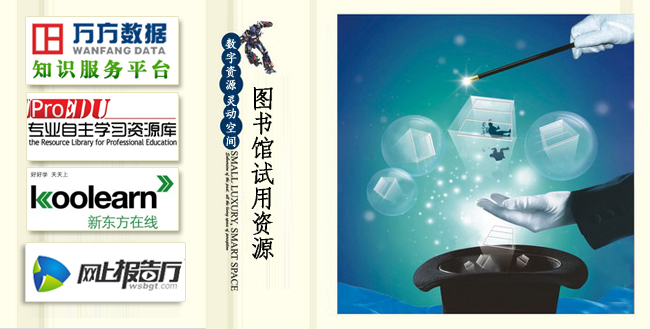 万方数据
WANFANG DATA
知识服务平台
ProEDU
专业自主学习资源库
the Resource Library for Professional Education
好好学 天天上
koolearn
新东方在线
网上报告厅
wsbgt.com
数字资源 灵动空间
SMALL LUXURY, SMART SPACE
图书馆试用资源